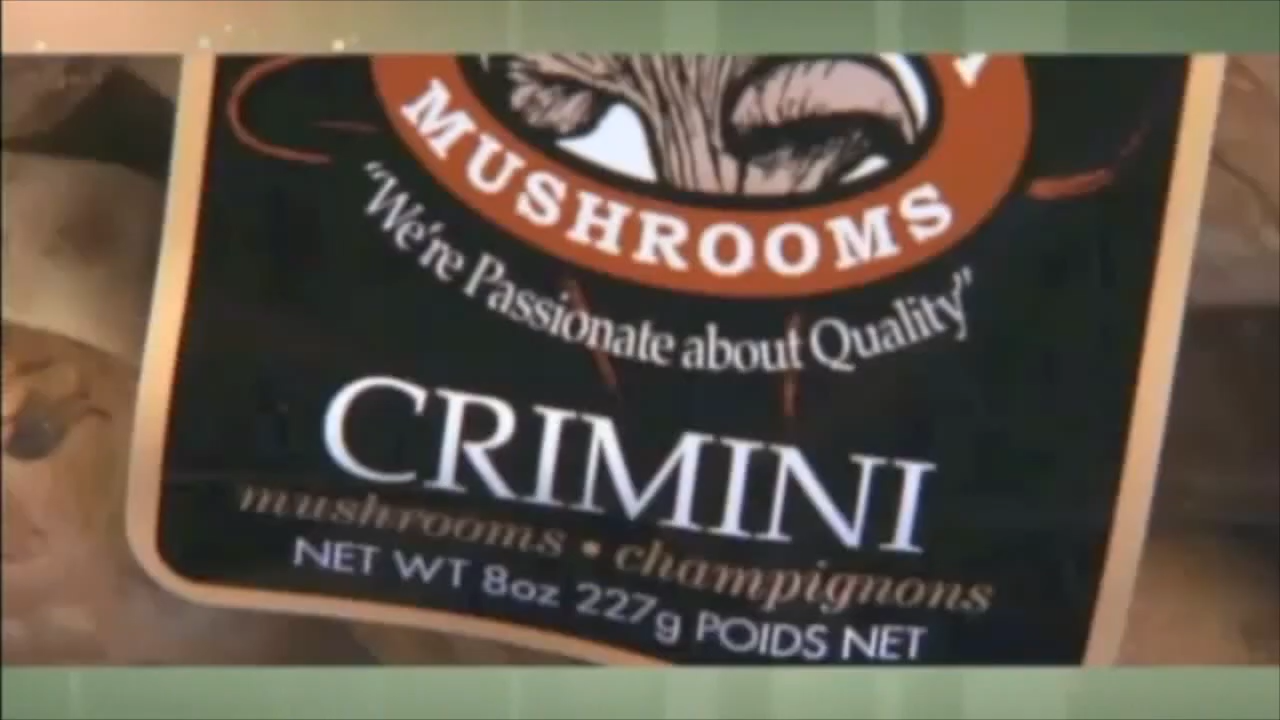 MUSHROOMS
"We're Passionate about Quality"
CRIMINI
mushrooms • champignons
NET WT 8oz 227g POIDS NET